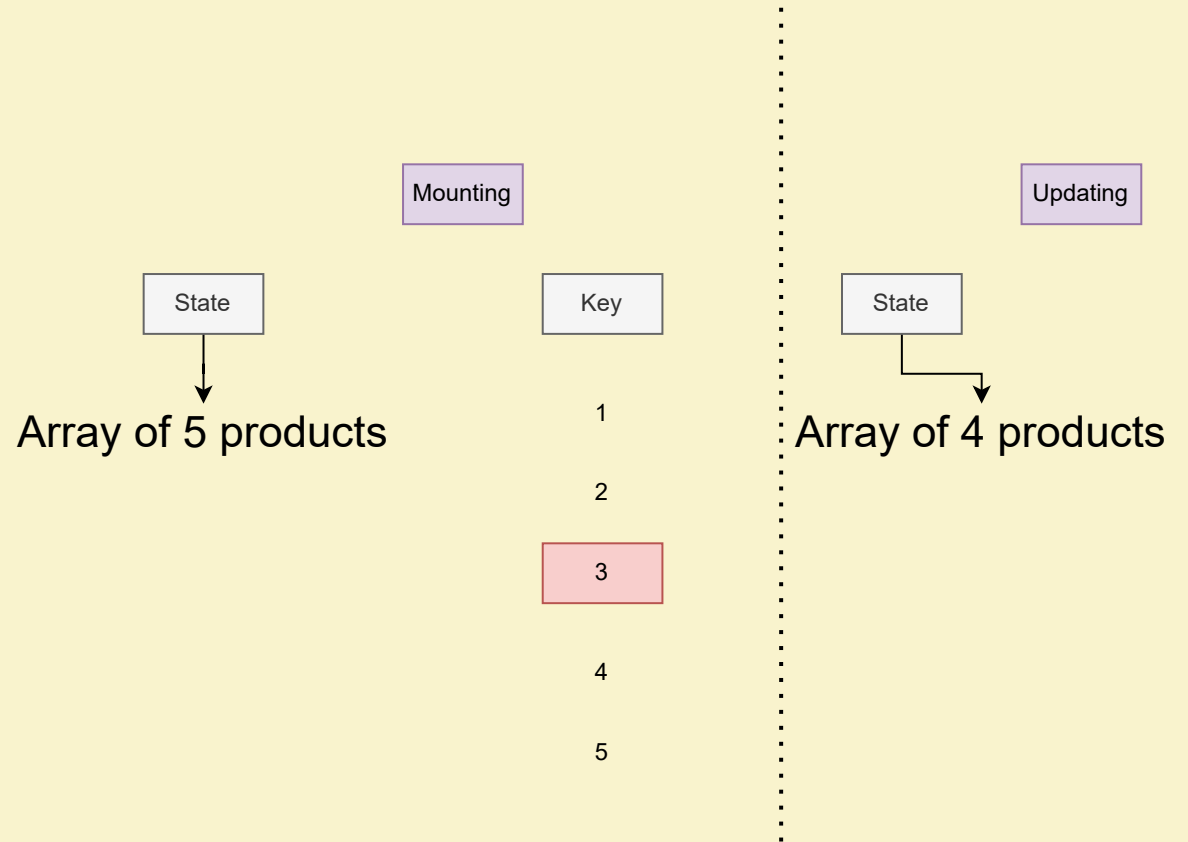 Mounting
Updating
State
Key
State
Array of 5 products
1
Array of 4 products
2
3
4
5